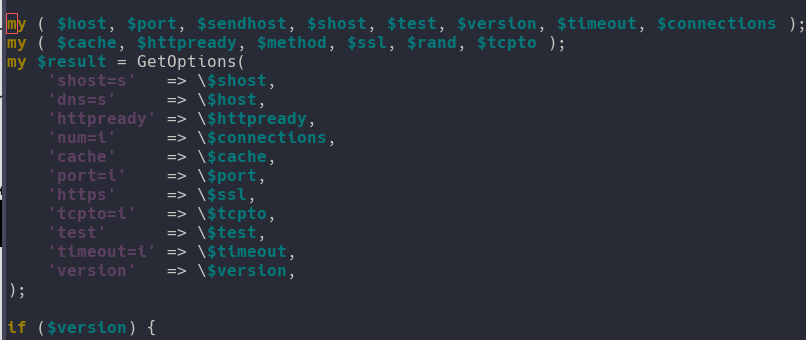 my ( $host, $port, $sendhost, $shost, $test, $version, $timeout, $connections );
my ( $cache, $httpready, $method, $ssl, $rand, $tcpto );
my $result = GetOptions(
    'shost=s'   => \$shost,
    'dns=s'     => \$host,
    'httpready' => \$httpready,
    'num=i'     => \$connections,
    'cache'     => \$cache,
    'port=i'    => \$port,
    'https'     => \$ssl,
    'tcpto=i'   => \$tcpto,
    'test'      => \$test,
    'timeout=i' => \$timeout,
    'version'   => \$version,
);
if ($version) {